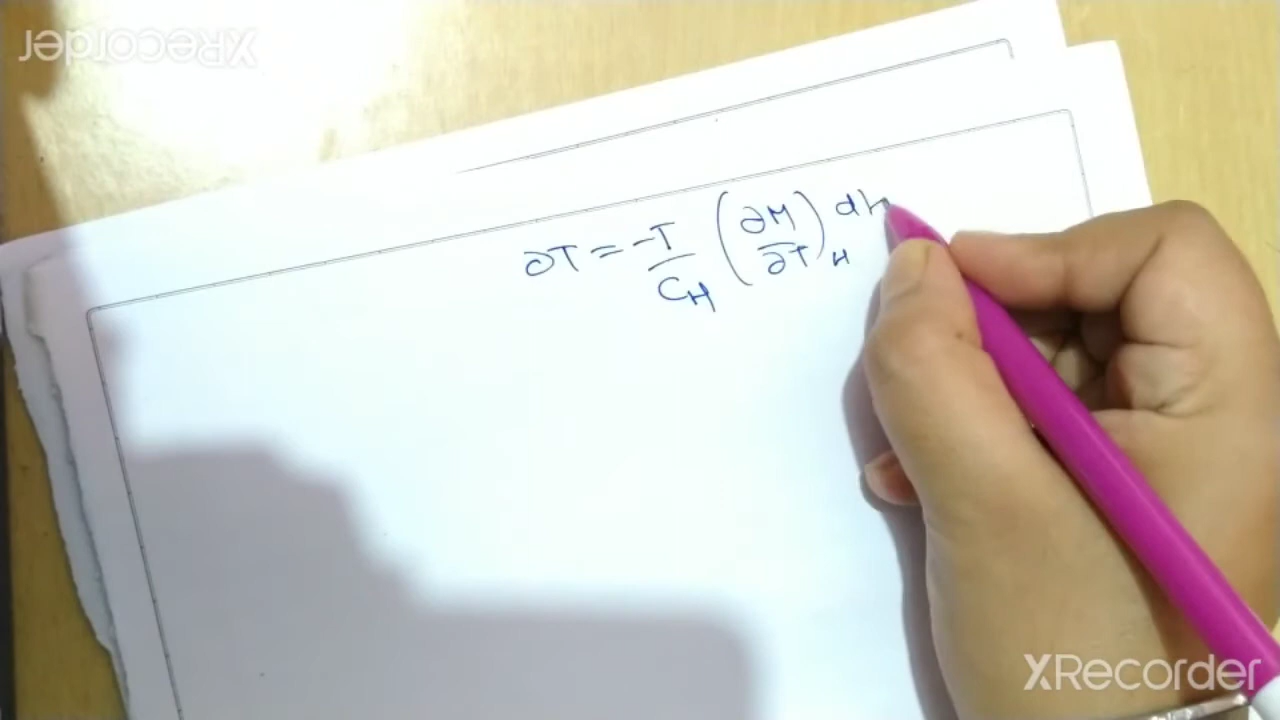 XRecorder
∂T = -T/C_H (∂M/∂T)_H dH
XRecorder